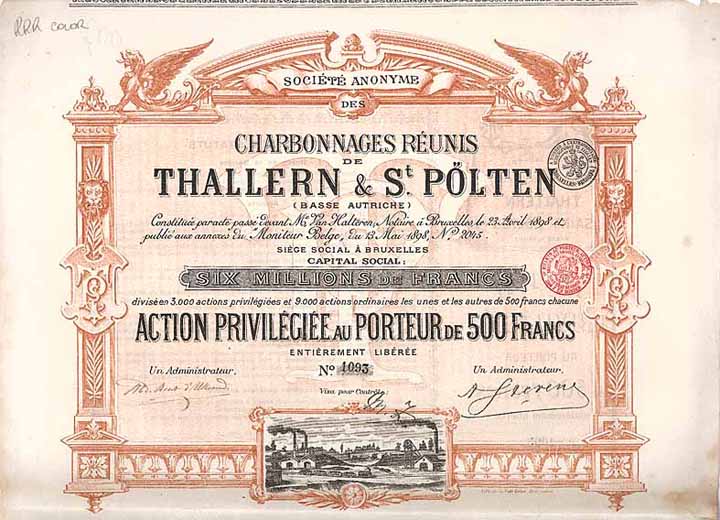 RRR COLOR
SOCIÉTÉ ANONYME
DES
CHARBONNAGES RÉUNIS
DE
THALLERN & St. PÖLTEN
(BASSE AUTRICHE)
Constituée par acte passé devant Me Van Halteren, Notaire à Bruxelles, le 23 Avril 1898 et
publié aux annexes du Moniteur Belge, du 13 Mai 1898, No 2045.
SIÈGE SOCIAL À BRUXELLES
CAPITAL SOCIAL:
SIX MILLIONS DE FRANCS
divisé en 3.000 actions privilégiées et 9.000 actions ordinaires les unes et les autres de 500 francs chacune
ACTION PRIVILÉGIÉE AU PORTEUR DE 500 FRANCS
ENTIÈREMENT LIBÉRÉE
No 1093
Un Administrateur.
Un Administrateur.
A Stevens
Visa pour Contrôle: